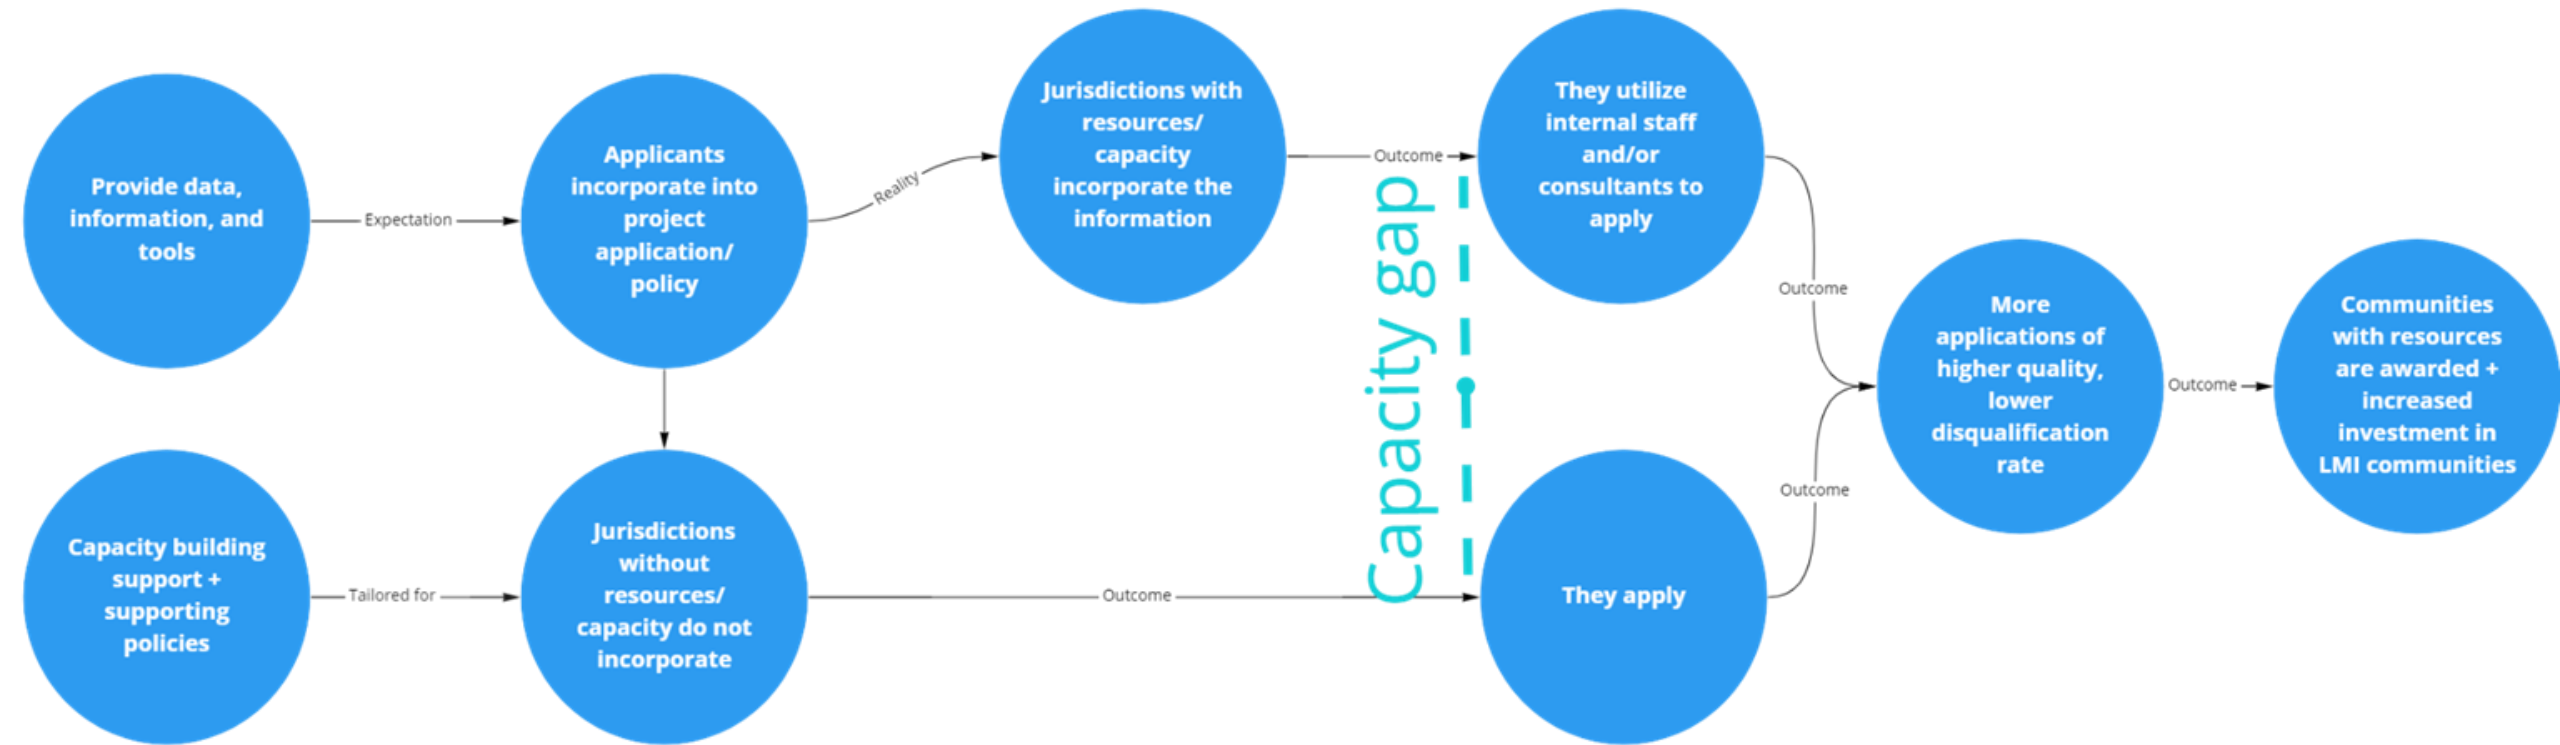 Provide data,
information, and
tools
Expectation
Applicants
incorporate into
project
application/
policy
Reality
Jurisdictions with
resources/
capacity
incorporate the
information
Outcome
They utilize
internal staff
and/or
consultants to
apply
Outcome
Capacity gap
Capacity building
support +
supporting
policies
Tailored for
Jurisdictions
without
resources/
capacity do not
incorporate
Outcome
They apply
Outcome
More
applications of
higher quality,
lower
disqualification
rate
Outcome
Communities
with resources
are awarded +
increased
investment in
LMI communities